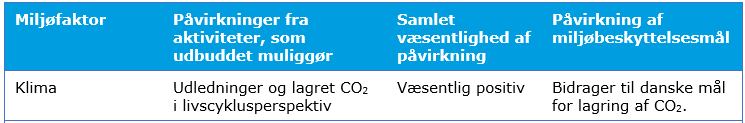 Miljøfaktor Påvirkninger fra Samlet Påvirkning af
aktiviteter, som væsentlighed af miljøbeskyttelsesmål
udbuddet muliggør påvirkning
Klima Udledninger og lagret CO₂ Væsentlig positiv Bidrager til danske mål
i livscyklusperspektiv for lagring af CO₂.